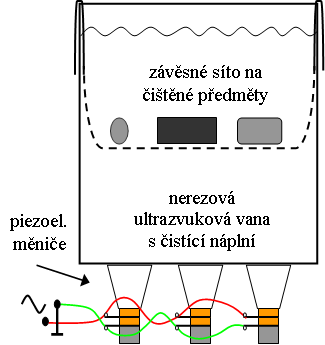 závěsné síto na
čištěné předměty
nerezová
ultrazvuková vana
s čistící náplní
piezoel.
měniče